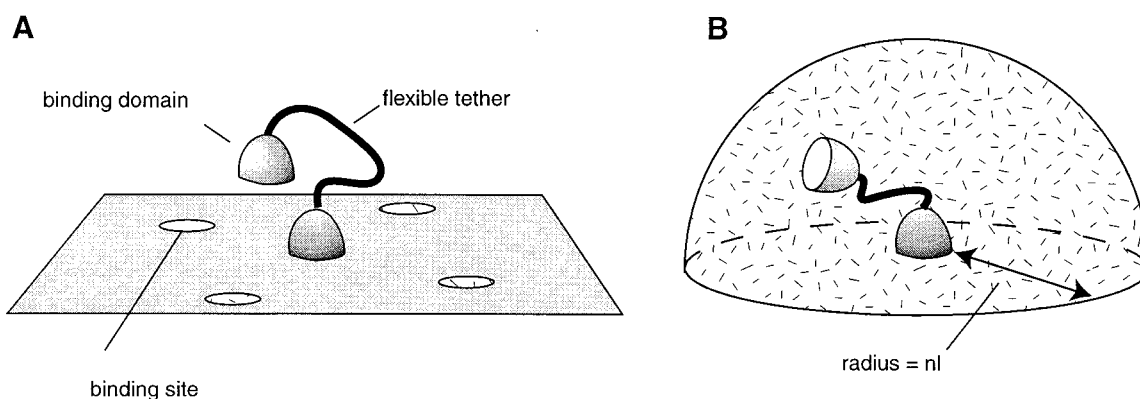 A
binding domain
flexible tether
binding site
B
radius = nl